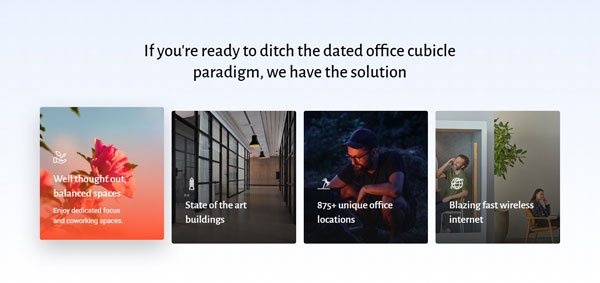 If you're ready to ditch the dated office cubicle
paradigm, we have the solution
Well thought out,
balanced spaces
Enjoy dedicated focus
and coworking spaces.
State of the art
buildings
875+ unique office
locations
Blazing fast wireless
internet